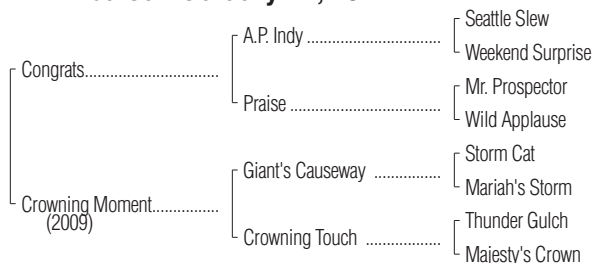 Seattle Slew
A.P. Indy
Weekend Surprise
Congrats
Mr. Prospector
Praise
Wild Applause
Storm Cat
Giant's Causeway
Mariah's Storm
Crowning Moment
(2009)
Thunder Gulch
Crowning Touch
Majesty's Crown